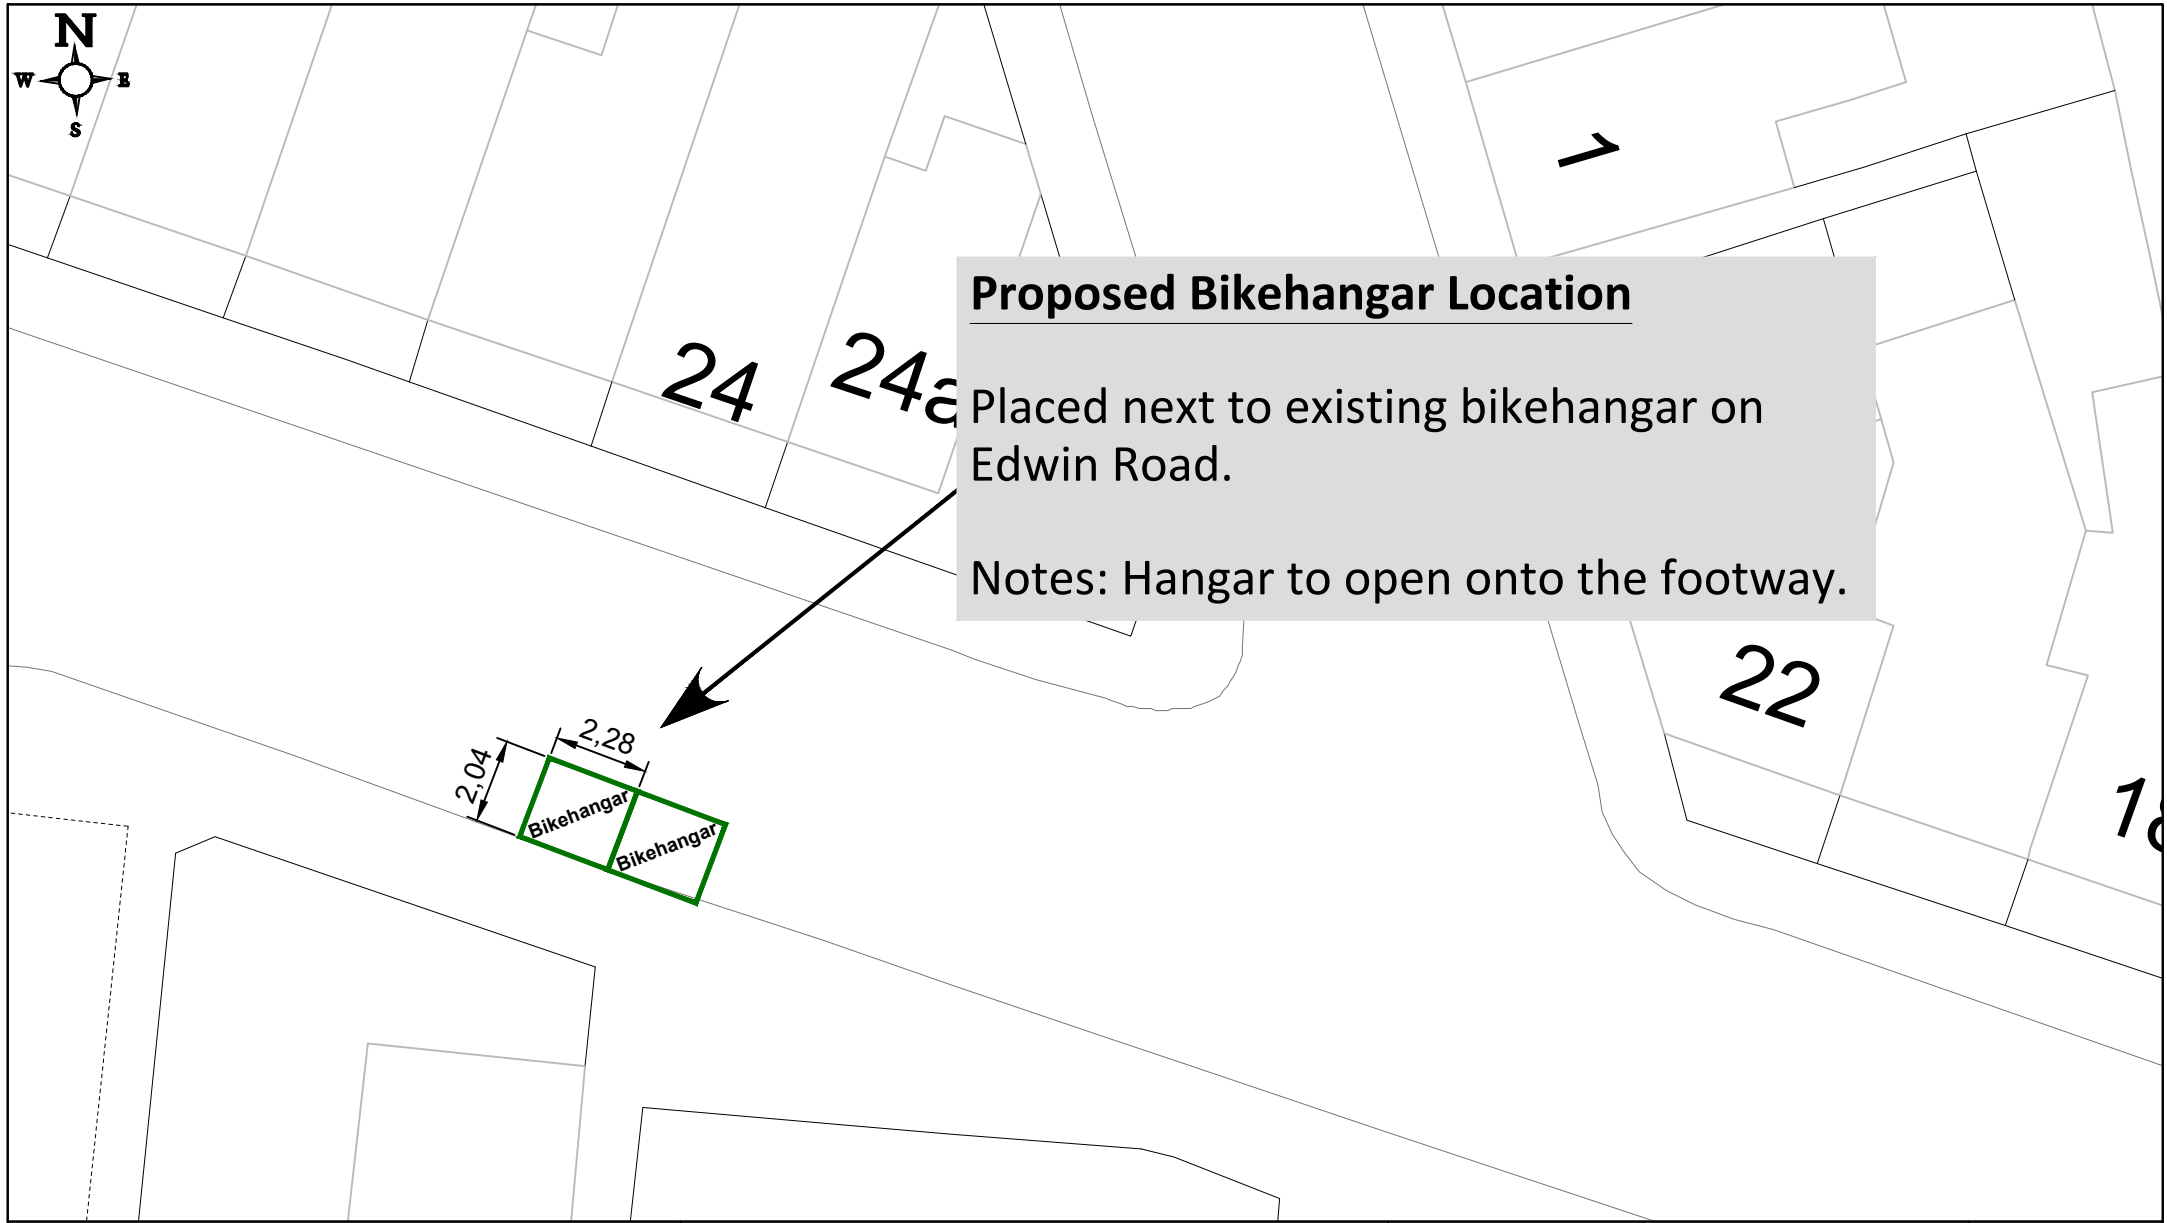 N
W E
S
1
Proposed Bikehangar Location
24
24a
Placed next to existing bikehangar on
Edwin Road.
Notes: Hangar to open onto the footway.
22
2,28
2,04
Bikehangar
Bikehangar